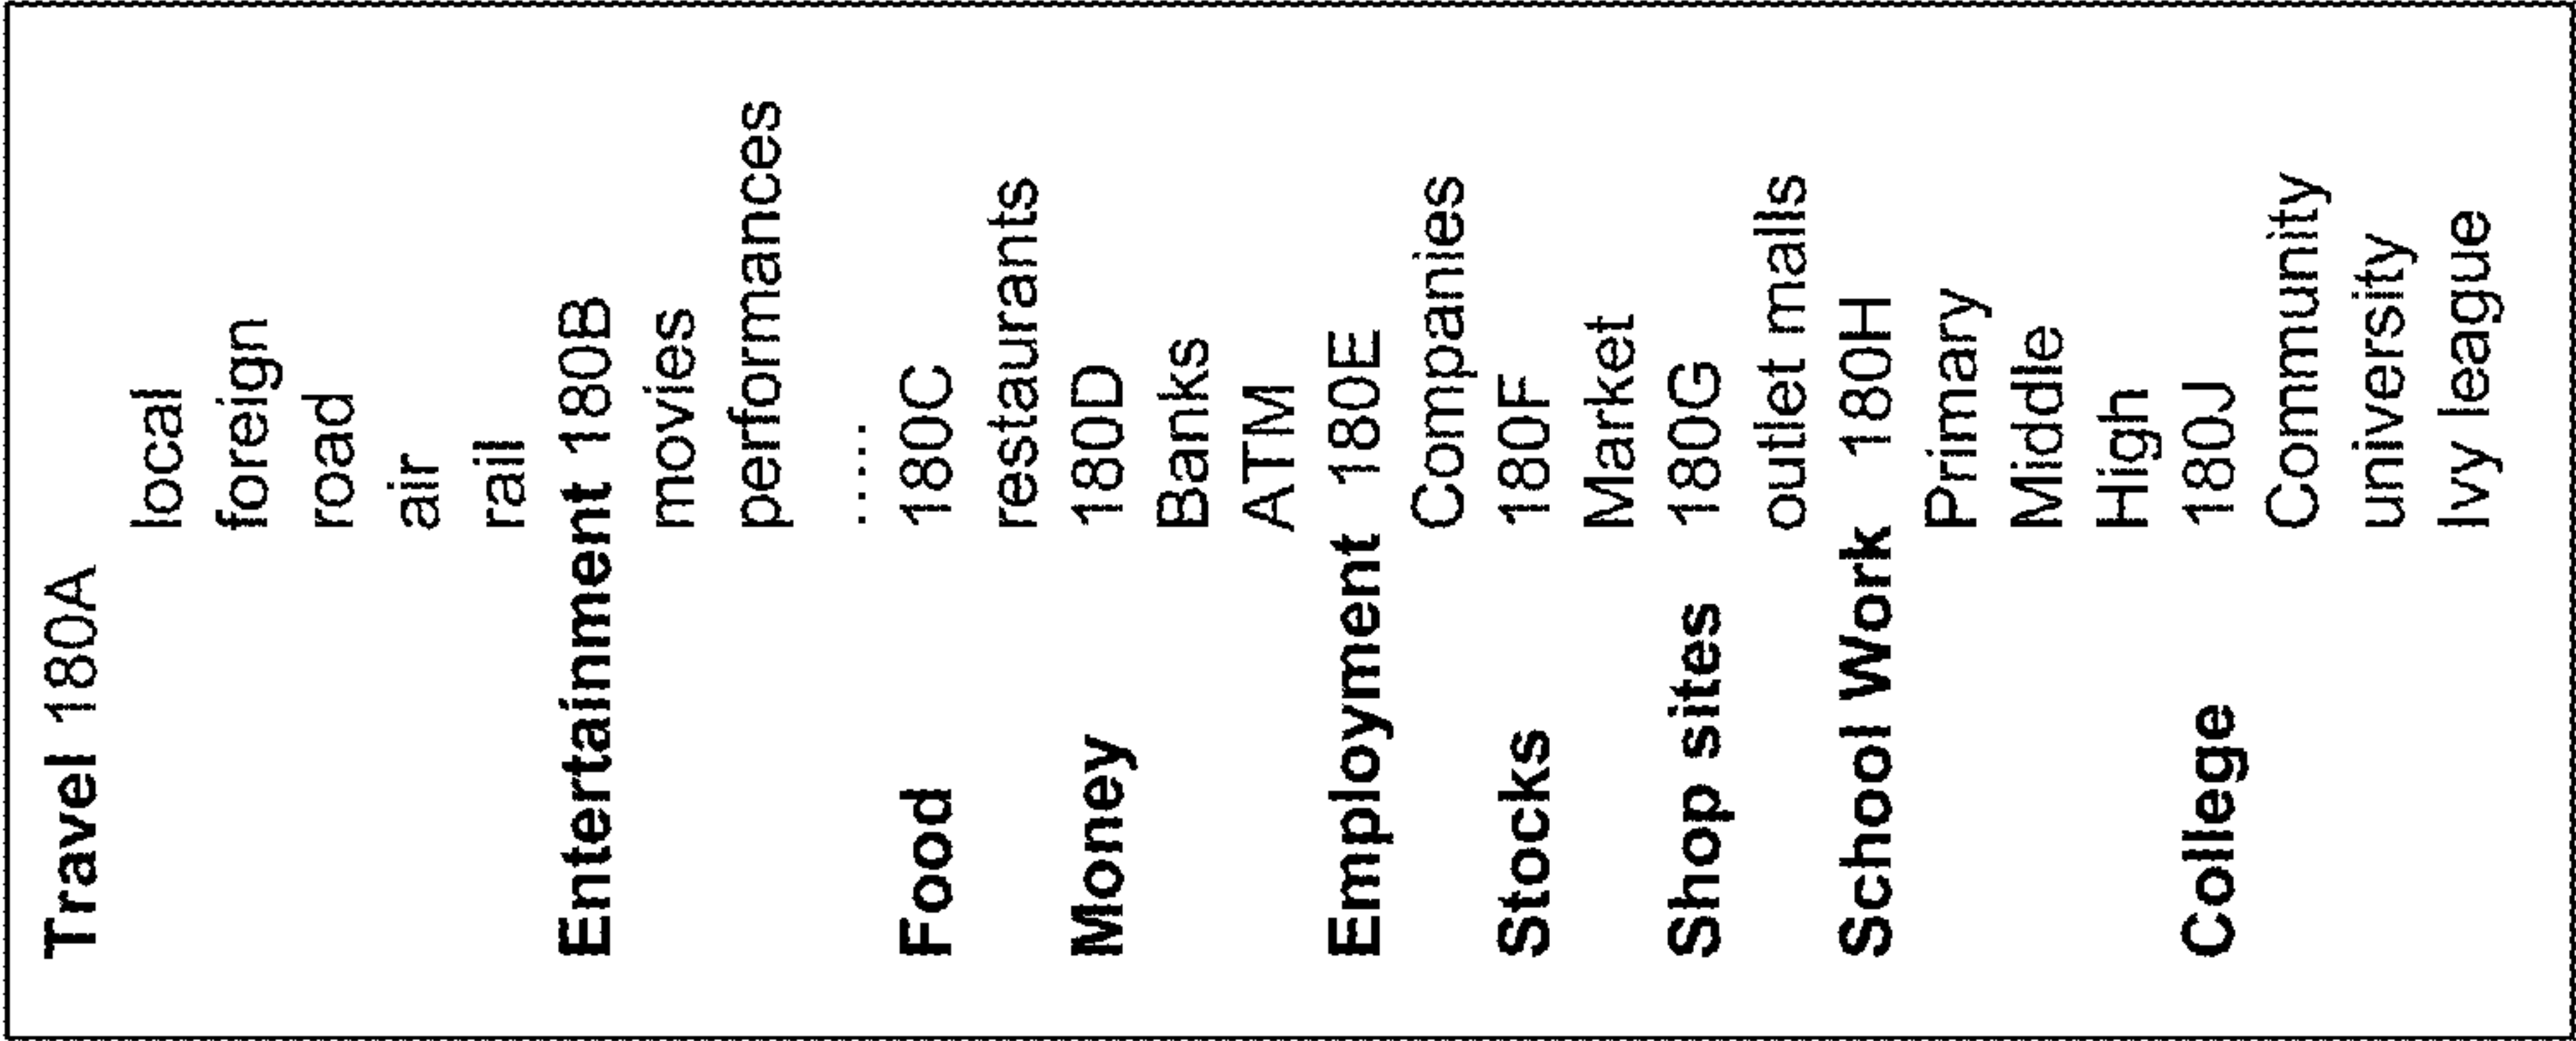 Travel 180A
local
foreign
road
air
rail
Entertainment 180B
movies
performances
.....
Food 180C
restaurants
Money 180D
Banks
ATM
Employment 180E
Companies
Stocks 180F
Market
Shop sites 180G
outlet malls
School Work 180H
Primary
Middle
High
College 180J
Community
university
Ivy league